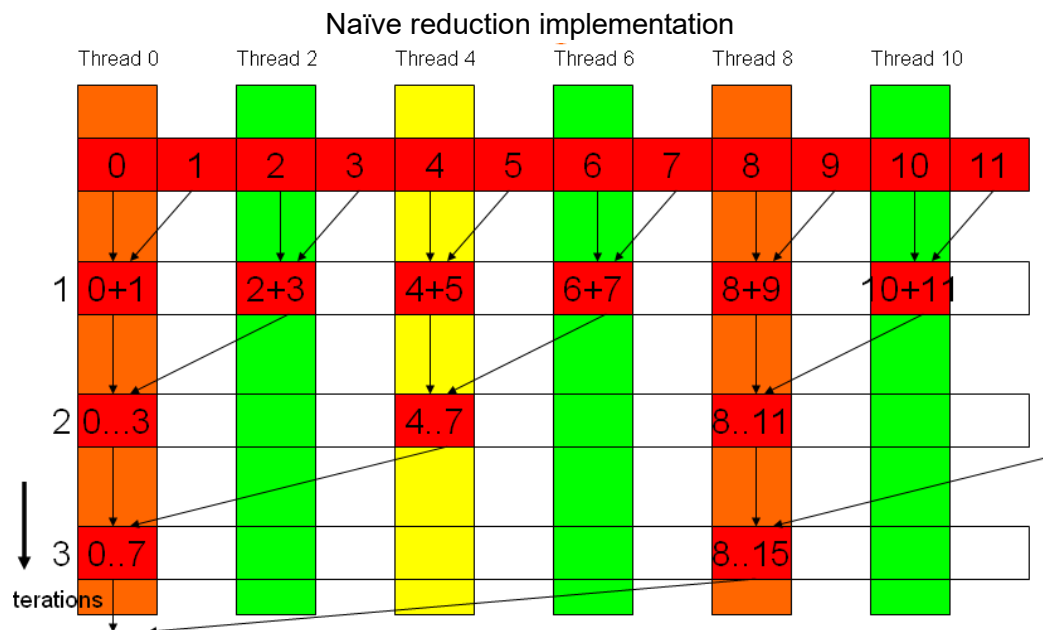 Naïve reduction implementation
Thread 0 Thread 2 Thread 4 Thread 6 Thread 8 Thread 10
0 1 2 3 4 5 6 7 8 9 10 11
1 0+1 2+3 4+5 6+7 8+9 10+11
2 0...3 4..7 8..11
3 0..7 8..15
terations